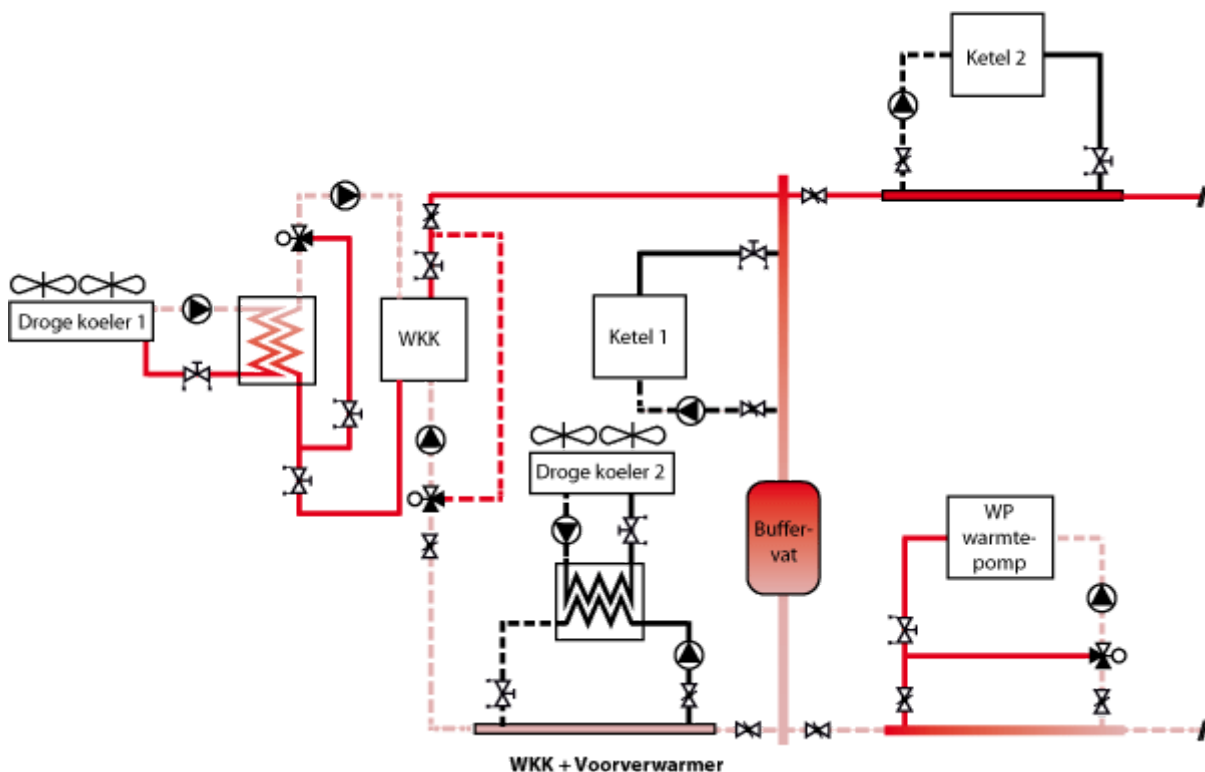 Ketel 2
Droge koeler 1
WKK
Ketel 1
Droge koeler 2
Buffer-
vat
WP
warmte-
pomp
WKK + Voorverwarmer